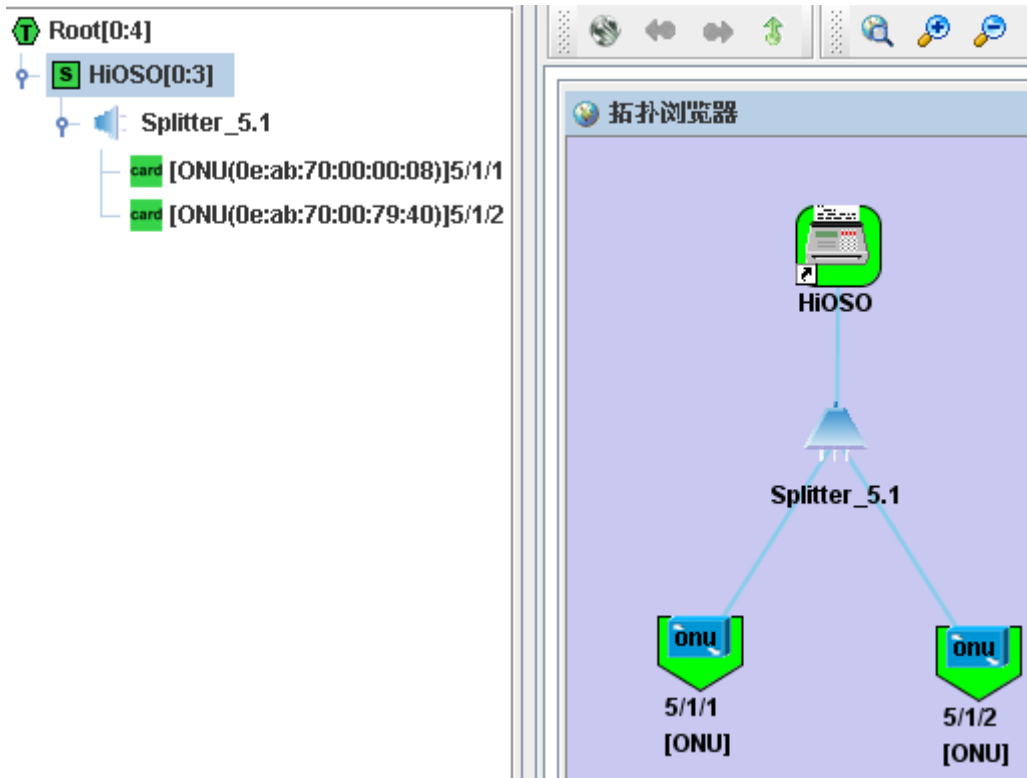 T Root[0:4]
S HiOSO[0:3]
Splitter_5.1
card [ONU(0e:ab:70:00:00:08)]5/1/1
card [ONU(0e:ab:70:00:79:40)]5/1/2
拓扑浏览器
HiOSO
Splitter_5.1
onu
onu
5/1/1
[ONU]
5/1/2
[ONU]